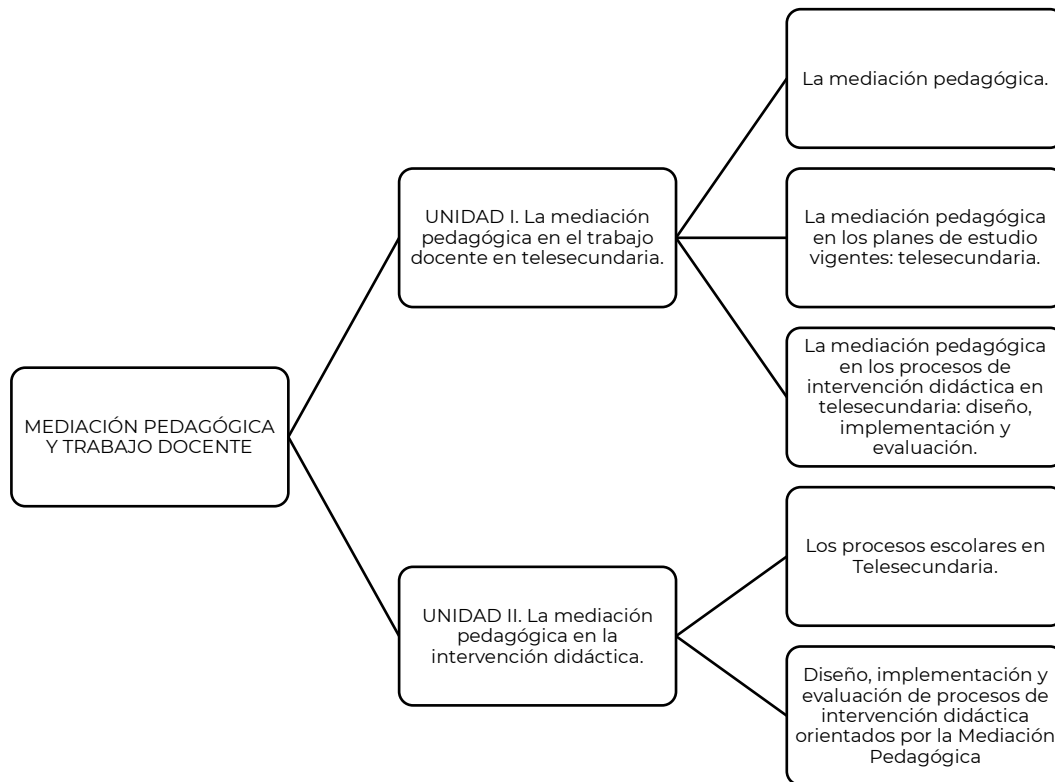 MEDIACIÓN PEDAGÓGICA
Y TRABAJO DOCENTE
UNIDAD I. La mediación
pedagógica en el trabajo
docente en telesecundaria.
La mediación pedagógica.
La mediación pedagógica
en los planes de estudio
vigentes: telesecundaria.
La mediación pedagógica
en los procesos de
intervención didáctica en
telesecundaria: diseño,
implementación y
evaluación.
UNIDAD II. La mediación
pedagógica en la
intervención didáctica.
Los procesos escolares en
Telesecundaria.
Diseño, implementación y
evaluación de procesos de
intervención didáctica
orientados por la Mediación
Pedagógica